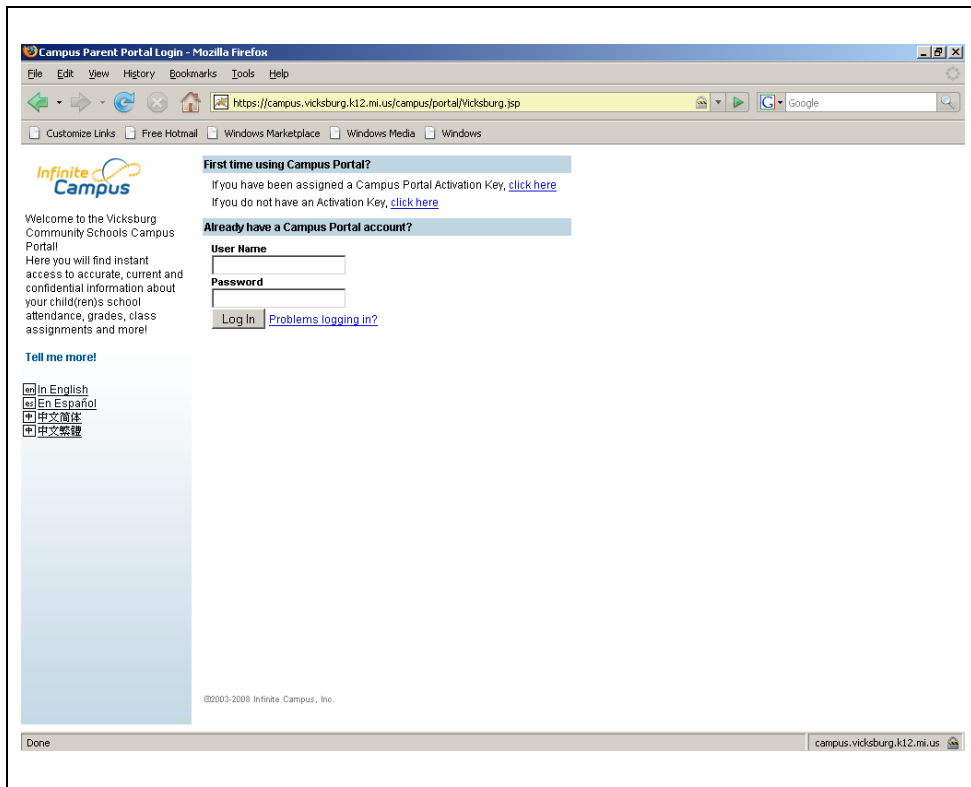 Campus Parent Portal Login - Mozilla Firefox
File Edit View History Bookmarks Tools Help
https://campus.vicksburg.k12.mi.us/campus/portal/Vicksburg.jsp
G Google
Customize Links Free Hotmail Windows Marketplace Windows Media Windows
Infinite
Campus
Welcome to the Vicksburg
Community Schools Campus
Portal!
Here you will find instant
access to accurate, current and
confidential information about
your child(ren)s school
attendance, grades, class
assignments and more!
Tell me more!
en In English
es En Español
中 中文简体
中 中文繁體
First time using Campus Portal?
If you have been assigned a Campus Portal Activation Key, click here
If you do not have an Activation Key, click here
Already have a Campus Portal account?
User Name
Password
Log In Problems logging in?
©2003-2008 Infinite Campus, Inc.
Done
campus.vicksburg.k12.mi.us